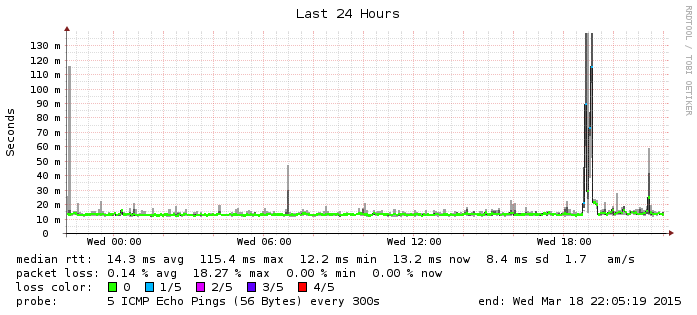 Last 24 Hours
RRDTOOL / TOBI OETIKER
Seconds
130 m
120 m
110 m
100 m
90 m
80 m
70 m
60 m
50 m
40 m
30 m
20 m
10 m
0
Wed 00:00 Wed 06:00 Wed 12:00 Wed 18:00
median rtt: 14.3 ms avg 115.4 ms max 12.2 ms min 13.2 ms now 8.4 ms sd 1.7 am/s
packet loss: 0.14 % avg 18.27 % max 0.00 % min 0.00 % now
loss color: 0 1/5 2/5 3/5 4/5
probe: 5 ICMP Echo Pings (56 Bytes) every 300s end: Wed Mar 18 22:05:19 2015